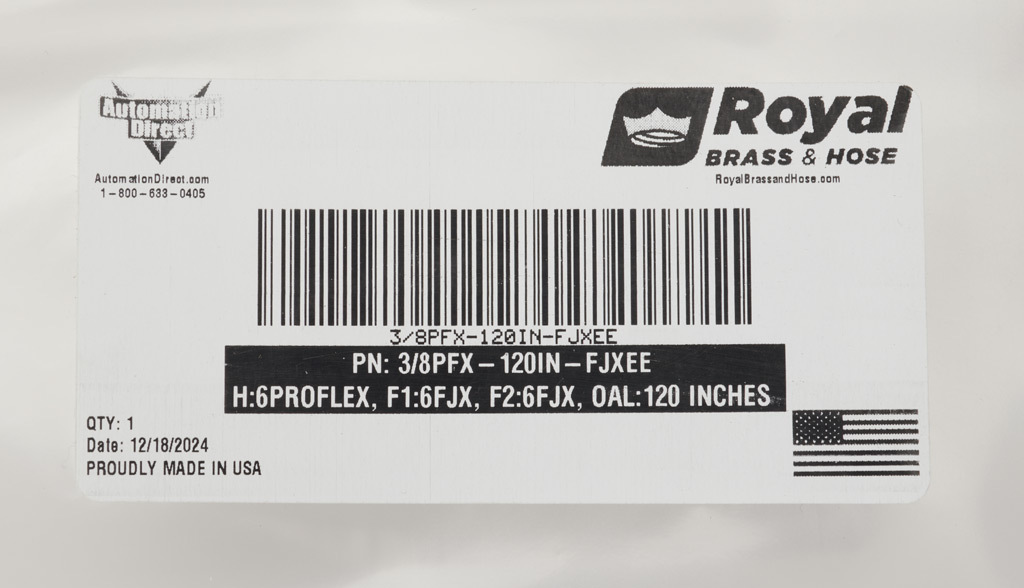 Automation
Direct
AutomationDirect.com
1-800-633-0405
Royal
BRASS & HOSE
RoyalBrassandHose.com
3/8PFX-120IN-FJXEE
PN: 3/8PFX-120IN-FJXEE
H:6PROFLEX, F1:6FJX, F2:6FJX, OAL:120 INCHES
QTY: 1
Date: 12/18/2024
PROUDLY MADE IN USA